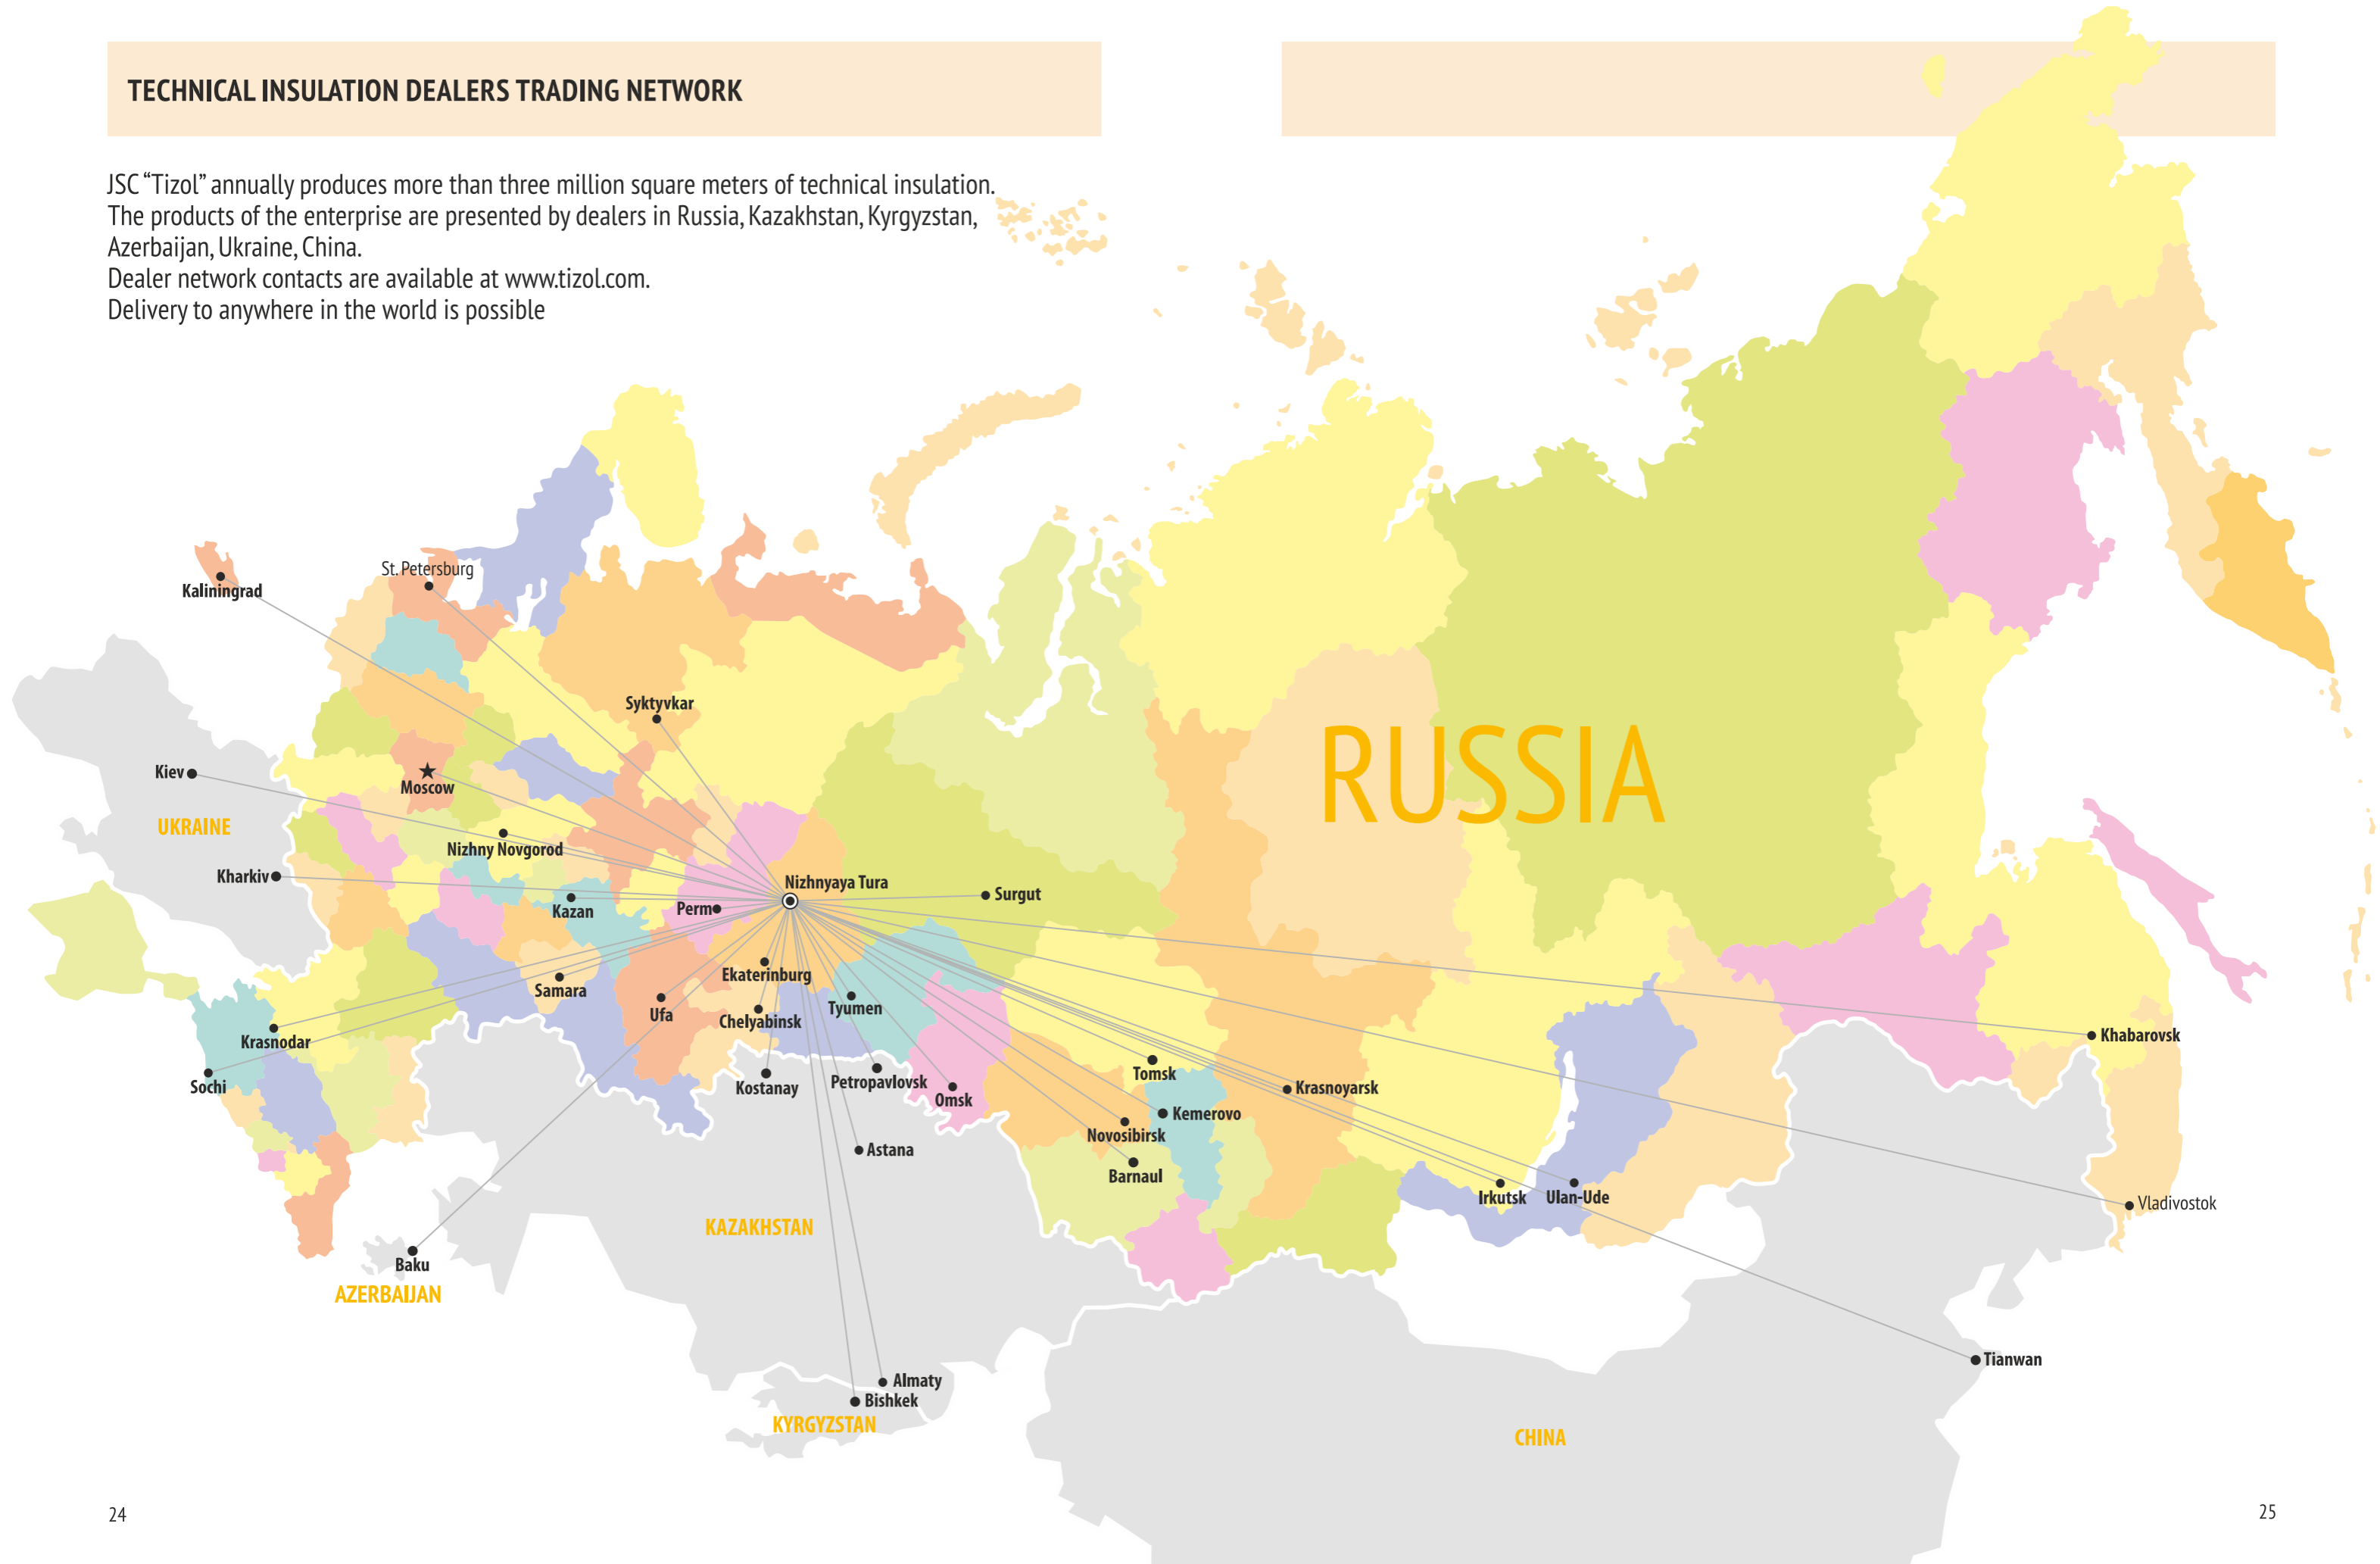 TECHNICAL INSULATION DEALERS TRADING NETWORK
JSC “Tizol” annually produces more than three million square meters of technical insulation.
The products of the enterprise are presented by dealers in Russia, Kazakhstan, Kyrgyzstan,
Azerbaijan, Ukraine, China.
Dealer network contacts are available at www.tizol.com.
Delivery to anywhere in the world is possible
St. Petersburg
Kaliningrad
Syktyvkar
RUSSIA
Kiev
Moscow
UKRAINE
Nizhny Novgorod
Kharkiv
Nizhnyaya Tura
Surgut
Kazan
Perm
Ekaterinburg
Samara
Tyumen
Ufa
Chelyabinsk
Krasnodar
Khabarovsk
Sochi
Kostanay
Petropavlovsk
Omsk
Tomsk
Krasnoyarsk
Kemerovo
Novosibirsk
Astana
Barnaul
Irkutsk
Ulan-Ude
Vladivostok
KAZAKHSTAN
Baku
AZERBAIJAN
Tianwan
Almaty
Bishkek
KYRGYZSTAN
CHINA
24
25